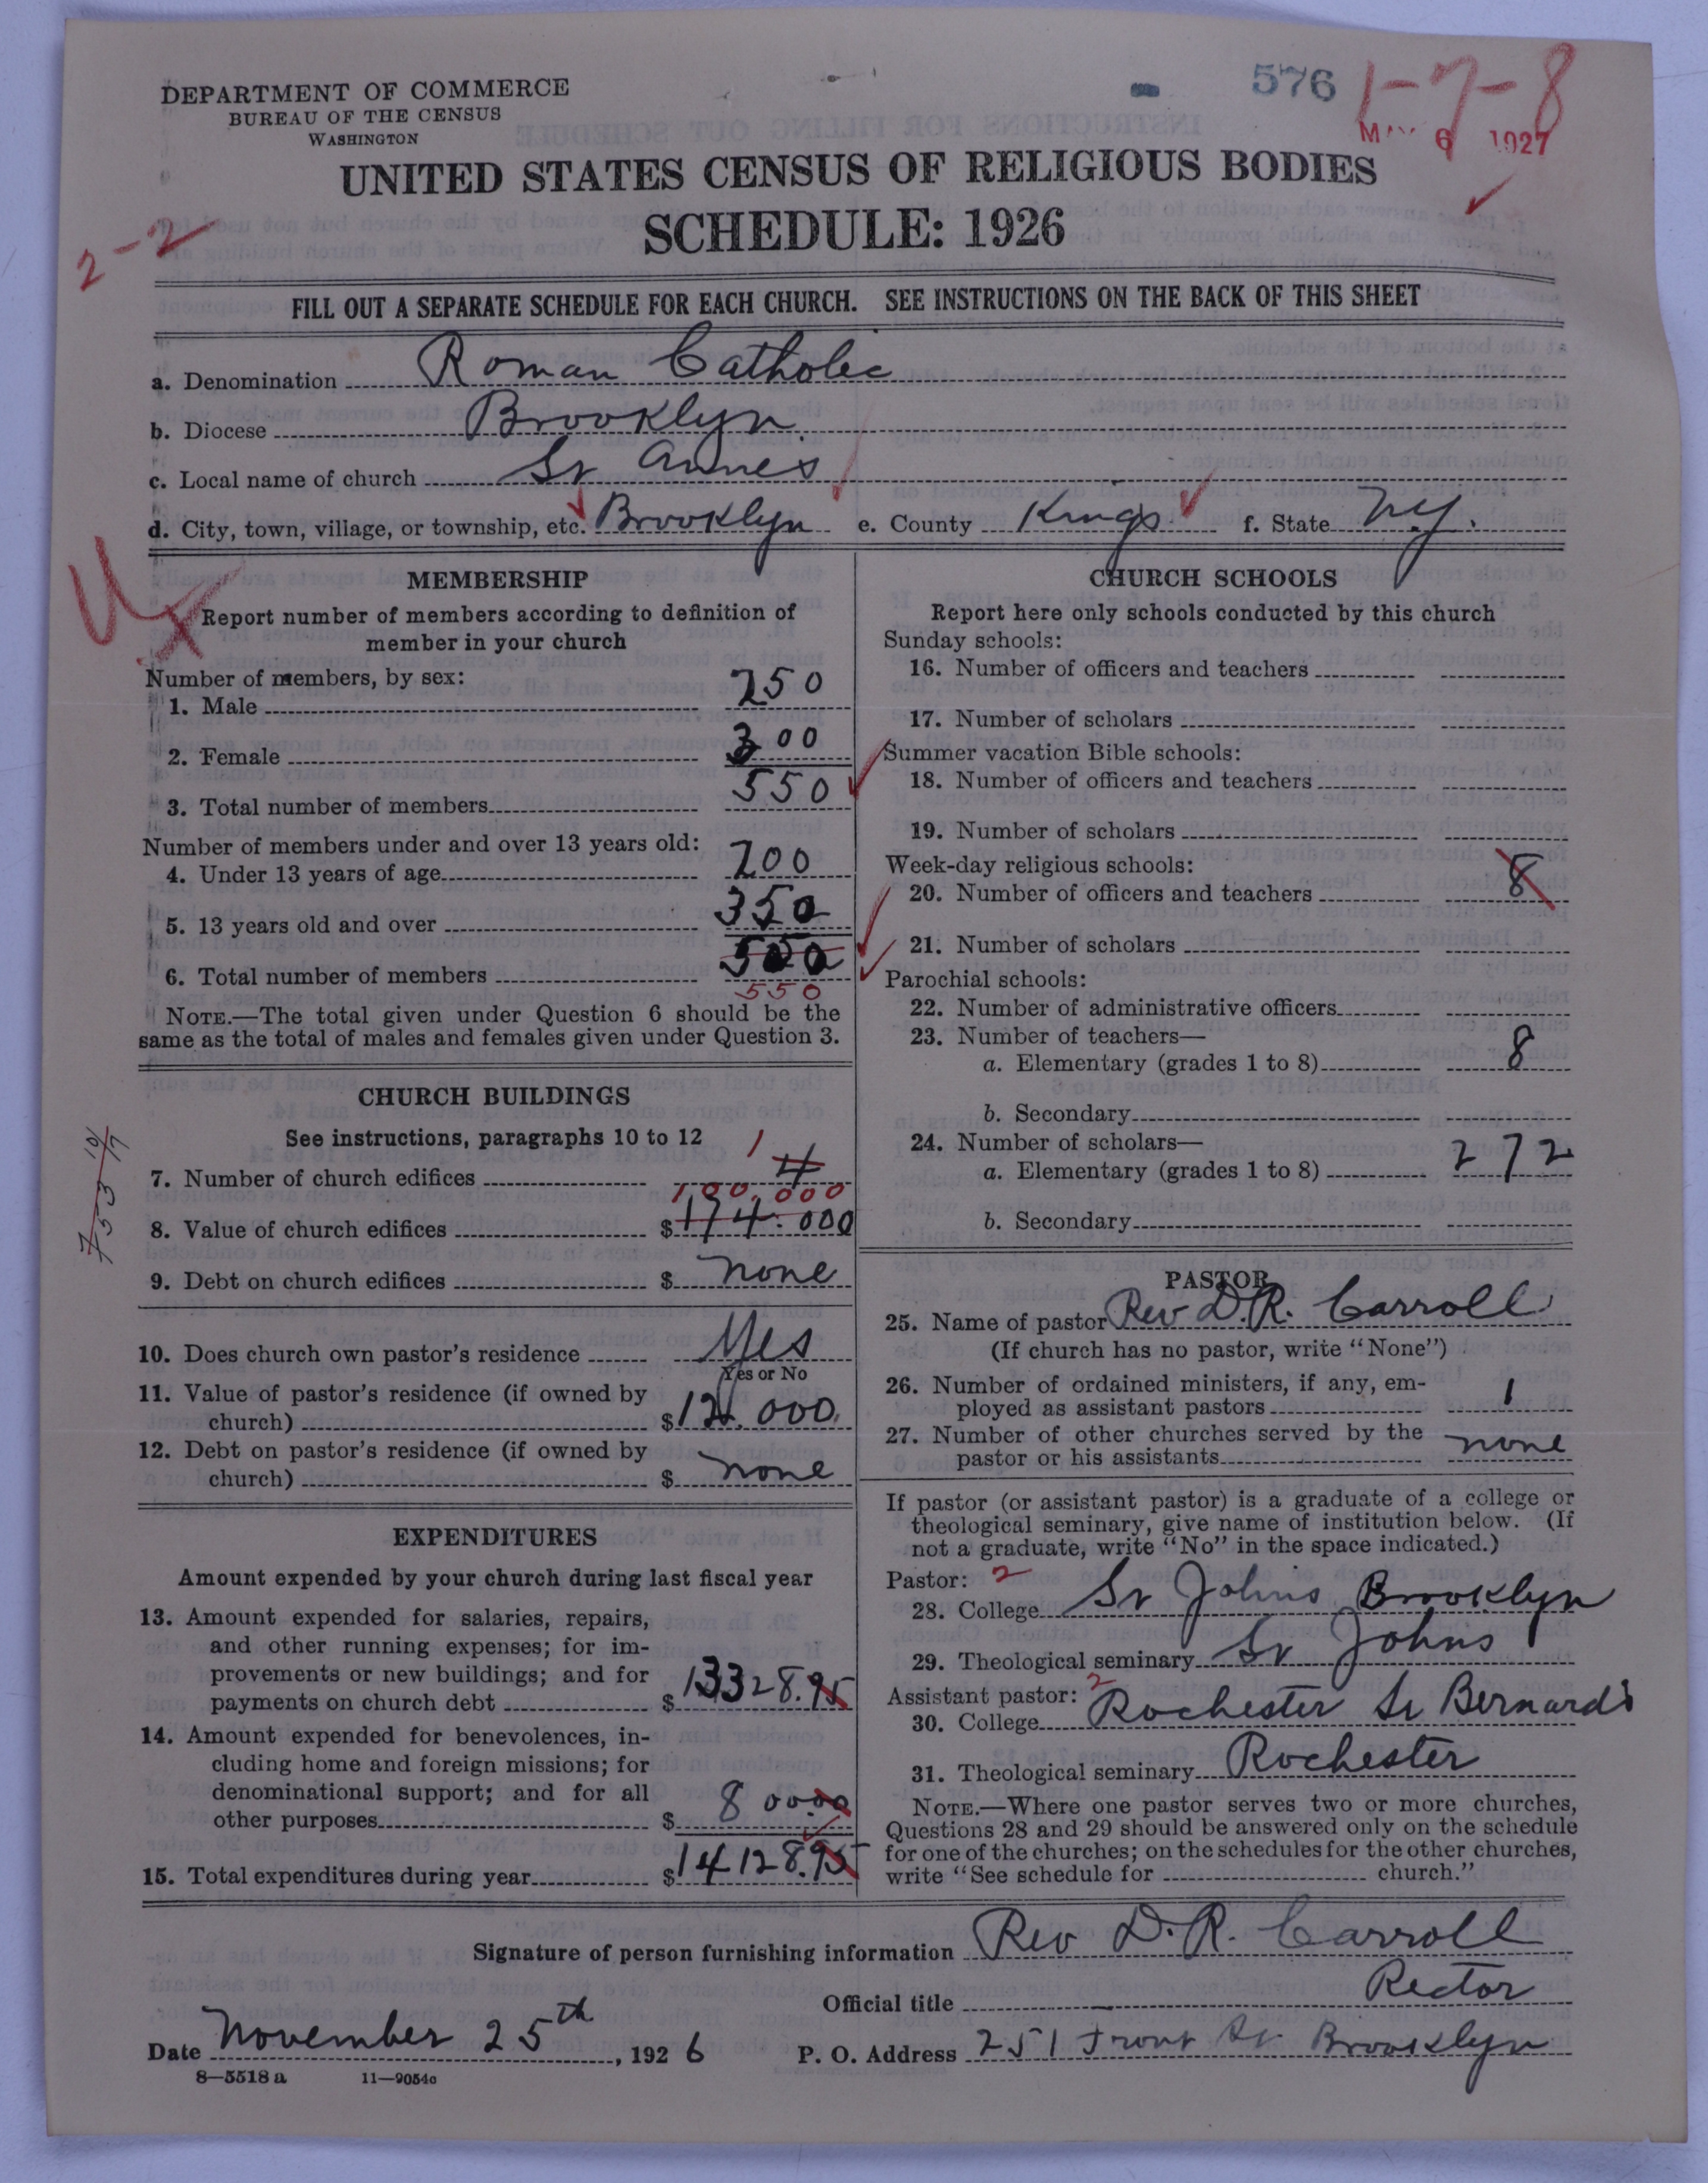 DEPARTMENT OF COMMERCE
BUREAU OF THE CENSUS
WASHINGTON
576
1-7-8
MAY 6 1927
UNITED STATES CENSUS OF RELIGIOUS BODIES
SCHEDULE: 1926
2-2
FILL OUT A SEPARATE SCHEDULE FOR EACH CHURCH. SEE INSTRUCTIONS ON THE BACK OF THIS SHEET
a. Denomination Roman Catholic
b. Diocese Brooklyn.
c. Local name of church St Annes
d. City, town, village, or township, etc. Brooklyn e. County Kings f. State N.Y.
MEMBERSHIP
Report number of members according to definition of
member in your church
Number of members, by sex:
1. Male 250
2. Female 300
3. Total number of members 550
Number of members under and over 13 years old:
4. Under 13 years of age 200
5. 13 years old and over 350
6. Total number of members 550
550
NOTE.—The total given under Question 6 should be the
same as the total of males and females given under Question 3.
CHURCH BUILDINGS
See instructions, paragraphs 10 to 12
7. Number of church edifices 1 4
100,000
8. Value of church edifices $174.000
9. Debt on church edifices $ none
10. Does church own pastor's residence Yes
Yes or No
11. Value of pastor's residence (if owned by
church) $12,000.
12. Debt on pastor's residence (if owned by
church) $ none
EXPENDITURES
Amount expended by your church during last fiscal year
13. Amount expended for salaries, repairs,
and other running expenses; for im-
provements or new buildings; and for
payments on church debt $13328.95
14. Amount expended for benevolences, in-
cluding home and foreign missions; for
denominational support; and for all
other purposes $ 800.00
15. Total expenditures during year $14128.95
CHURCH SCHOOLS
Report here only schools conducted by this church
Sunday schools:
16. Number of officers and teachers
17. Number of scholars
Summer vacation Bible schools:
18. Number of officers and teachers
19. Number of scholars
Week-day religious schools:
20. Number of officers and teachers 8
21. Number of scholars
Parochial schools:
22. Number of administrative officers
23. Number of teachers—
a. Elementary (grades 1 to 8) 8
b. Secondary
24. Number of scholars—
a. Elementary (grades 1 to 8) 272
b. Secondary
PASTOR
25. Name of pastor Rev D.R. Carroll
(If church has no pastor, write "None")
26. Number of ordained ministers, if any, em-
ployed as assistant pastors 1
27. Number of other churches served by the
pastor or his assistants none
If pastor (or assistant pastor) is a graduate of a college or
theological seminary, give name of institution below. (If
not a graduate, write "No" in the space indicated.)
Pastor: 2
28. College St Johns Brooklyn
29. Theological seminary St Johns
Assistant pastor: 2
30. College Rochester St Bernard's
31. Theological seminary Rochester
NOTE.—Where one pastor serves two or more churches,
Questions 28 and 29 should be answered only on the schedule
for one of the churches; on the schedules for the other churches,
write "See schedule for church."
Signature of person furnishing information Rev D.R. Carroll
Official title Rector
Date November 25th, 1926 P. O. Address 251 Front St Brooklyn
8—5518 a 11—9054c